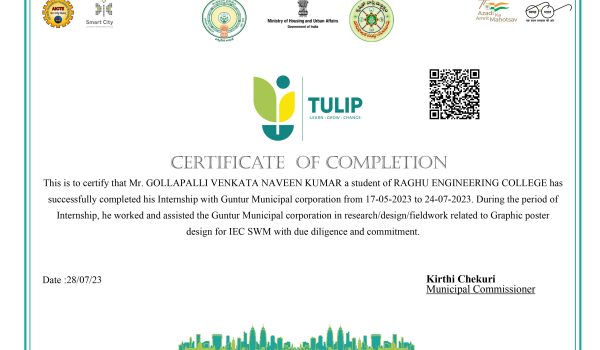 AICTE
Smart City
Ministry of Housing and Urban Affairs
Government of India
Azadi Ka
Amrit Mahotsav
TULIP
LEARN · GROW · CHANGE
CERTIFICATE OF COMPLETION
This is to certify that Mr. GOLLAPALLI VENKATA NAVEEN KUMAR a student of RAGHU ENGINEERING COLLEGE has
successfully completed his Internship with Guntur Municipal corporation from 17-05-2023 to 24-07-2023. During the period of
Internship, he worked and assisted the Guntur Municipal corporation in research/design/fieldwork related to Graphic poster
design for IEC SWM with due diligence and commitment.
Date :28/07/23
Kirthi Chekuri
Municipal Commissioner